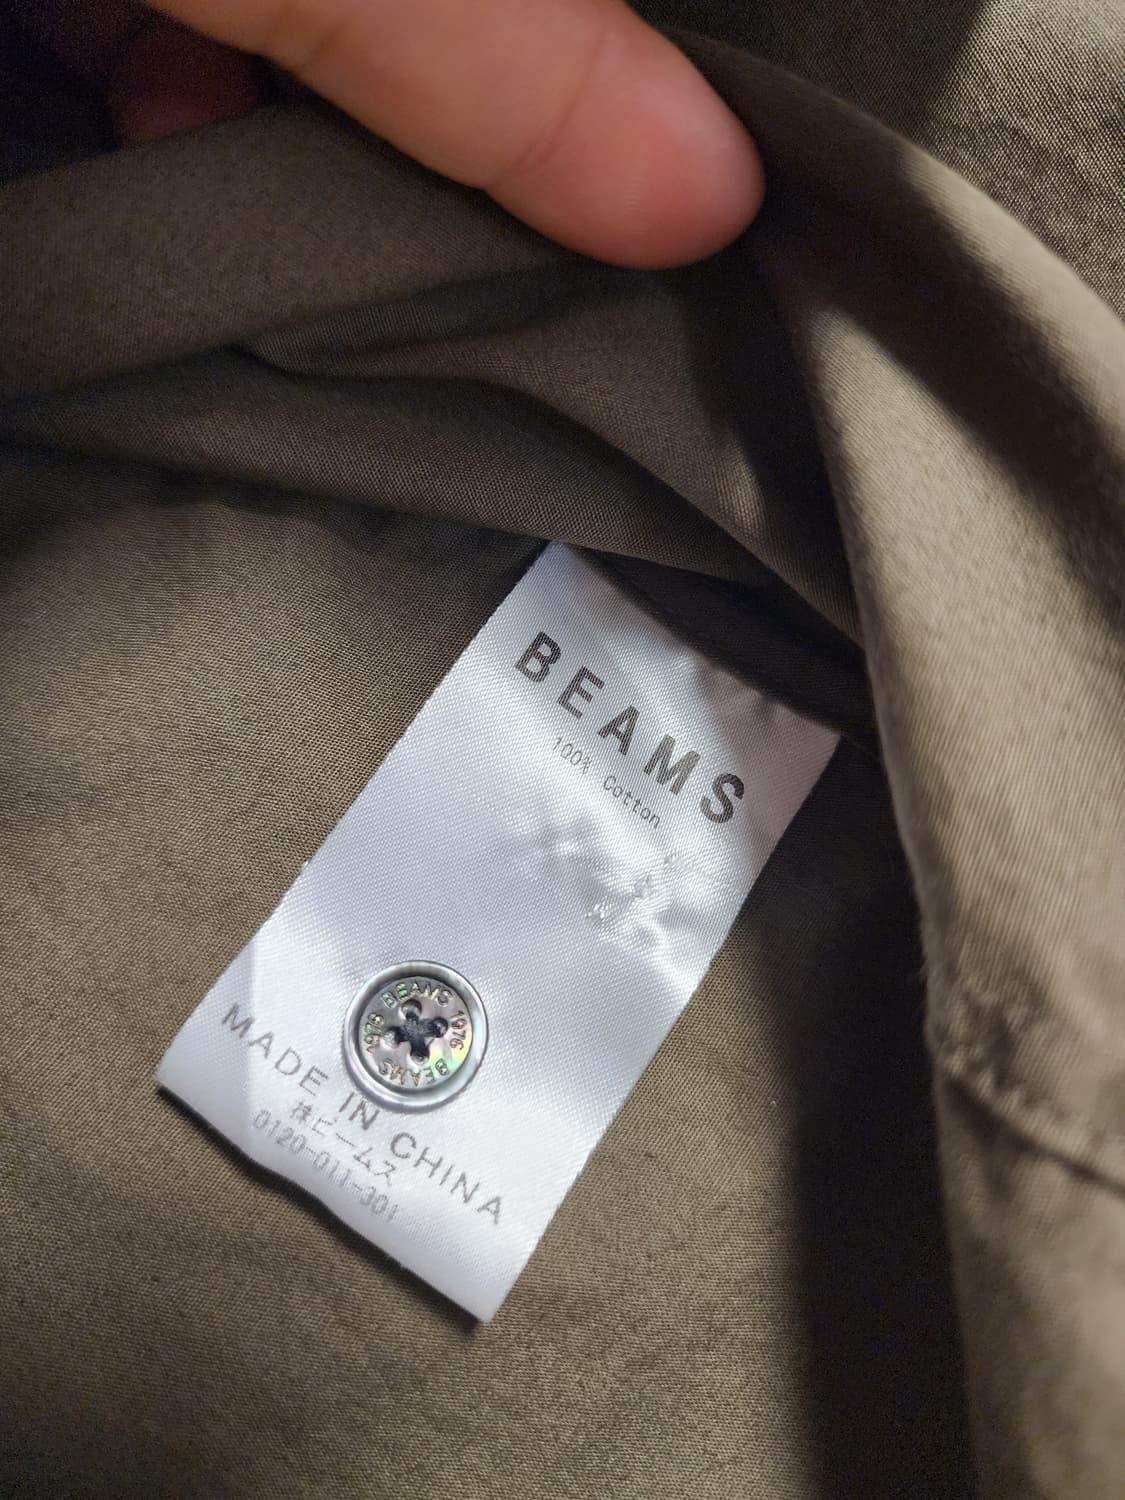 BEAMS
100% Cotton
BEAMS 1976 BEAMS 1976
MADE IN CHINA
㈱ビームス
0120-011-301